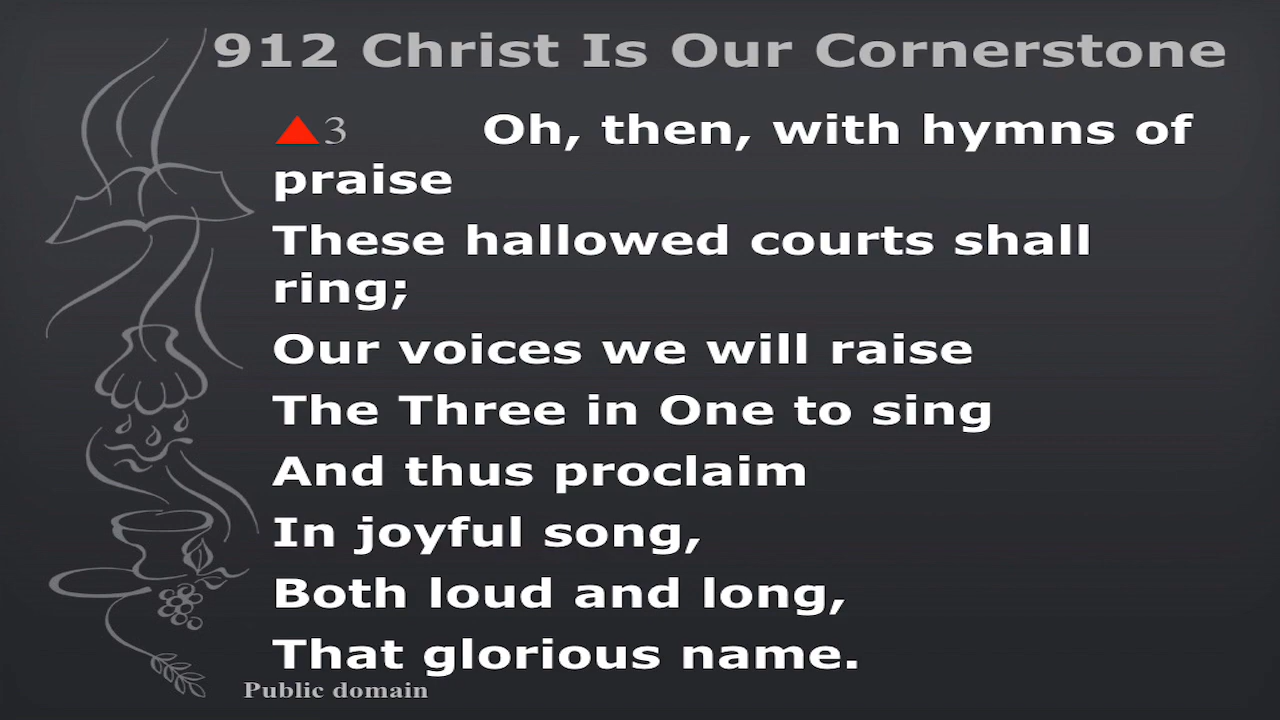 912 Christ Is Our Cornerstone
3 Oh, then, with hymns of
praise
These hallowed courts shall
ring;
Our voices we will raise
The Three in One to sing
And thus proclaim
In joyful song,
Both loud and long,
That glorious name.
Public domain